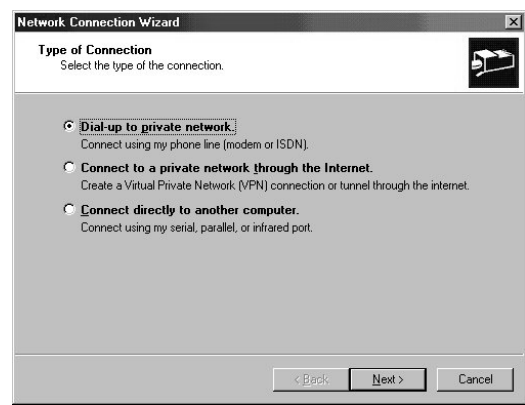 Network Connection Wizard
Type of Connection
Select the type of the connection.
Dial-up to private network.
Connect using my phone line (modem or ISDN).
Connect to a private network through the Internet.
Create a Virtual Private Network (VPN) connection or tunnel through the internet.
Connect directly to another computer.
Connect using my serial, parallel, or infrared port.
< Back Next > Cancel